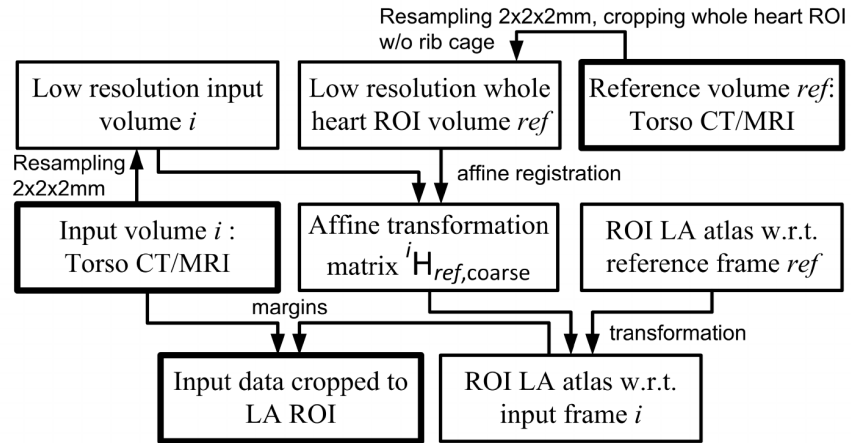 Resampling 2x2x2mm, cropping whole heart ROI
w/o rib cage
Low resolution input
volume i
Low resolution whole
heart ROI volume ref
Reference volume ref:
Torso CT/MRI
Resampling
2x2x2mm
affine registration
Input volume i :
Torso CT/MRI
Affine transformation
matrix ⁱH_ref,coarse
ROI LA atlas w.r.t.
reference frame ref
margins
transformation
Input data cropped to
LA ROI
ROI LA atlas w.r.t.
input frame i